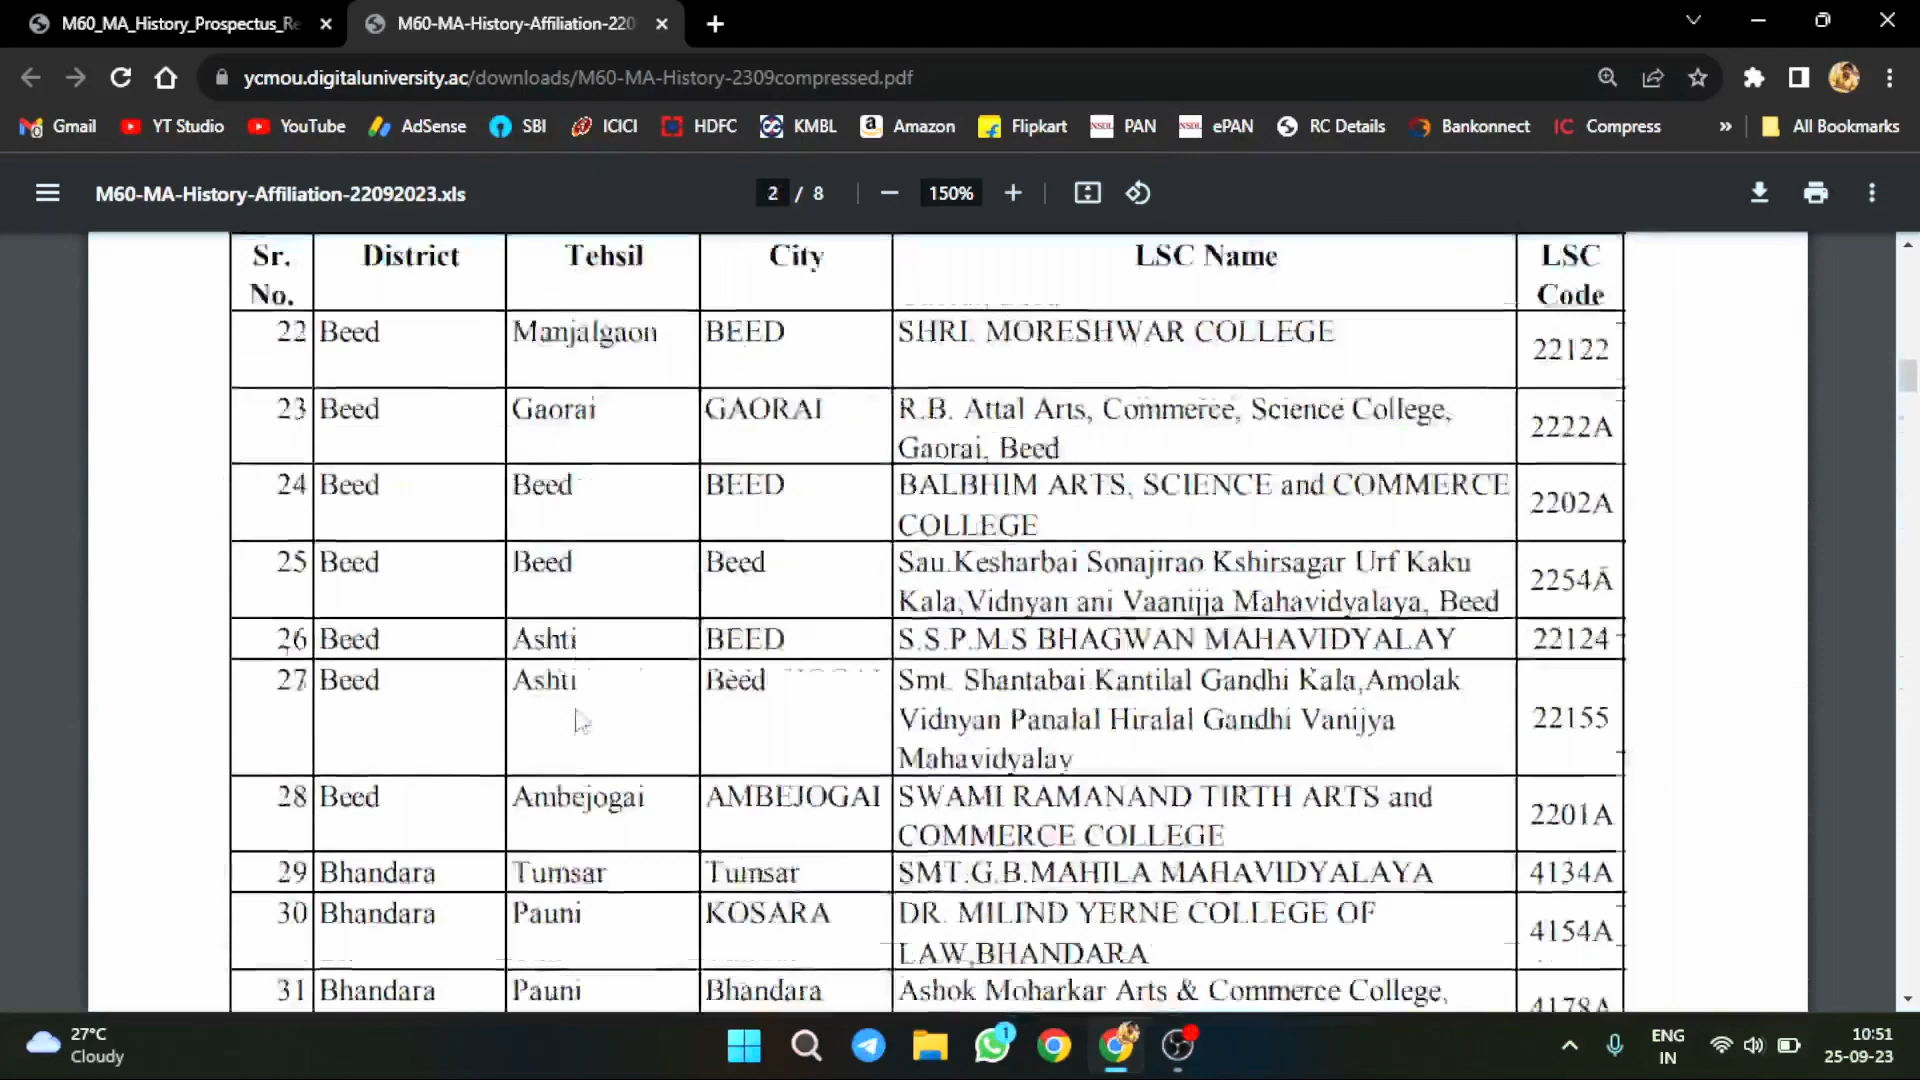 M60_MA_History_Prospectus_Re
M60-MA-History-Affiliation-220
ycmou.digitaluniversity.ac/downloads/M60-MA-History-2309compressed.pdf
Gmail YT Studio YouTube AdSense SBI ICICI HDFC KMBL Amazon Flipkart PAN ePAN RC Details Bankonnect IC Compress » All Bookmarks
M60-MA-History-Affiliation-22092023.xls 2 / 8 150%
Sr. No. District Tehsil City LSC Name LSC Code
22 Beed Manjalgaon BEED SHRI. MORESHWAR COLLEGE 22122
23 Beed Gaorai GAORAI R.B. Attal Arts, Commerce, Science College,
Gaorai, Beed 2222A
24 Beed Beed BEED BALBHIM ARTS, SCIENCE and COMMERCE
COLLEGE 2202A
25 Beed Beed Beed Sau.Kesharbai Sonajirao Kshirsagar Urf Kaku
Kala,Vidnyan ani Vaanijja Mahavidyalaya, Beed 2254A
26 Beed Ashti BEED S.S.P.M.S BHAGWAN MAHAVIDYALAY 22124
27 Beed Ashti Beed Smt. Shantabai Kantilal Gandhi Kala,Amolak
Vidnyan Panalal Hiralal Gandhi Vanijya
Mahavidyalay 22155
28 Beed Ambejogai AMBEJOGAI SWAMI RAMANAND TIRTH ARTS and
COMMERCE COLLEGE 2201A
29 Bhandara Tumsar Tumsar SMT.G.B.MAHILA MAHAVIDYALAYA 4134A
30 Bhandara Pauni KOSARA DR. MILIND YERNE COLLEGE OF
LAW,BHANDARA 4154A
31 Bhandara Pauni Bhandara Ashok Moharkar Arts & Commerce College, 4178A
27°C
Cloudy
1
ENG
IN
10:51
25-09-23